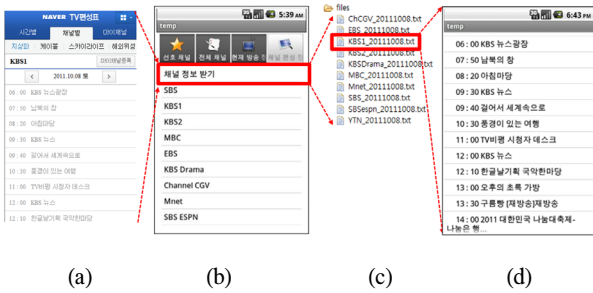 NAVER TV편성표
시간별 채널별 마이채널
지상파 케이블 스카이라이프 해외위성
KBS1
2011.10.08 토
06:00 KBS 뉴스광장
07:50 남북의 창
08:20 아침마당
09:30 KBS 뉴스
09:40 걸어서 세계속으로
10:30 풍경이 있는 여행
11:00 TV비평 시청자 데스크
12:00 KBS 뉴스
12:10 한글날기획 국악한마당
(a)
5:39 AM
temp
선호 채널 전체 채널 현재 방송 채널 편성
채널 정보 받기
SBS
KBS1
KBS2
MBC
EBS
KBS Drama
Channel CGV
Mnet
SBS ESPN
(b)
files
ChCGV_20111008.txt
EBS_20111008.txt
KBS1_20111008.txt
KBS2_20111008.txt
KBSDrama_20111008.txt
MBC_20111008.txt
Mnet_20111008.txt
SBS_20111008.txt
SBSespn_20111008.txt
YTN_20111008.txt
(c)
6:43 PM
temp
06 : 00 KBS 뉴스광장
07 : 50 남북의 창
08 : 20 아침마당
09 : 30 KBS 뉴스
09 : 40 걸어서 세계속으로
10 : 30 풍경이 있는 여행
11 : 00 TV비평 시청자 데스크
12 : 00 KBS 뉴스
12 : 10 한글날기획 국악한마당
13 : 00 오후의 초록 가방
13 : 30 구름빵 [재방송]재방송
14 : 00 2011 대한민국 나눔대축제-
나눔은 행...
(d)